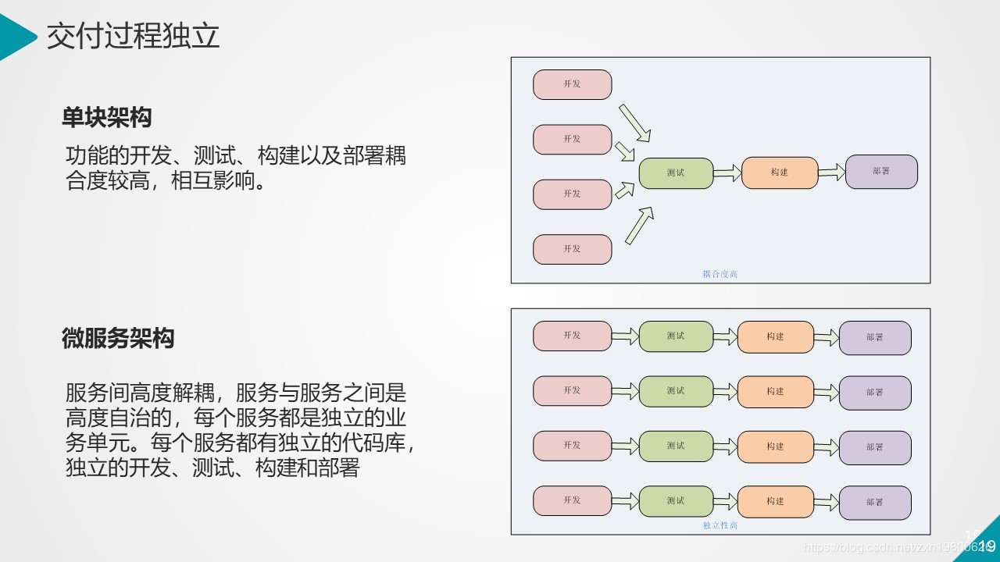 交付过程独立
单块架构
功能的开发、测试、构建以及部署耦
合度较高，相互影响。
开发
开发
开发
开发
测试
构建
部署
耦合度高
微服务架构
服务间高度解耦，服务与服务之间是
高度自治的，每个服务都是独立的业
务单元。每个服务都有独立的代码库，
独立的开发、测试、构建和部署
开发
测试
构建
部署
开发
测试
构建
部署
开发
测试
构建
部署
开发
测试
构建
部署
独立性高
19